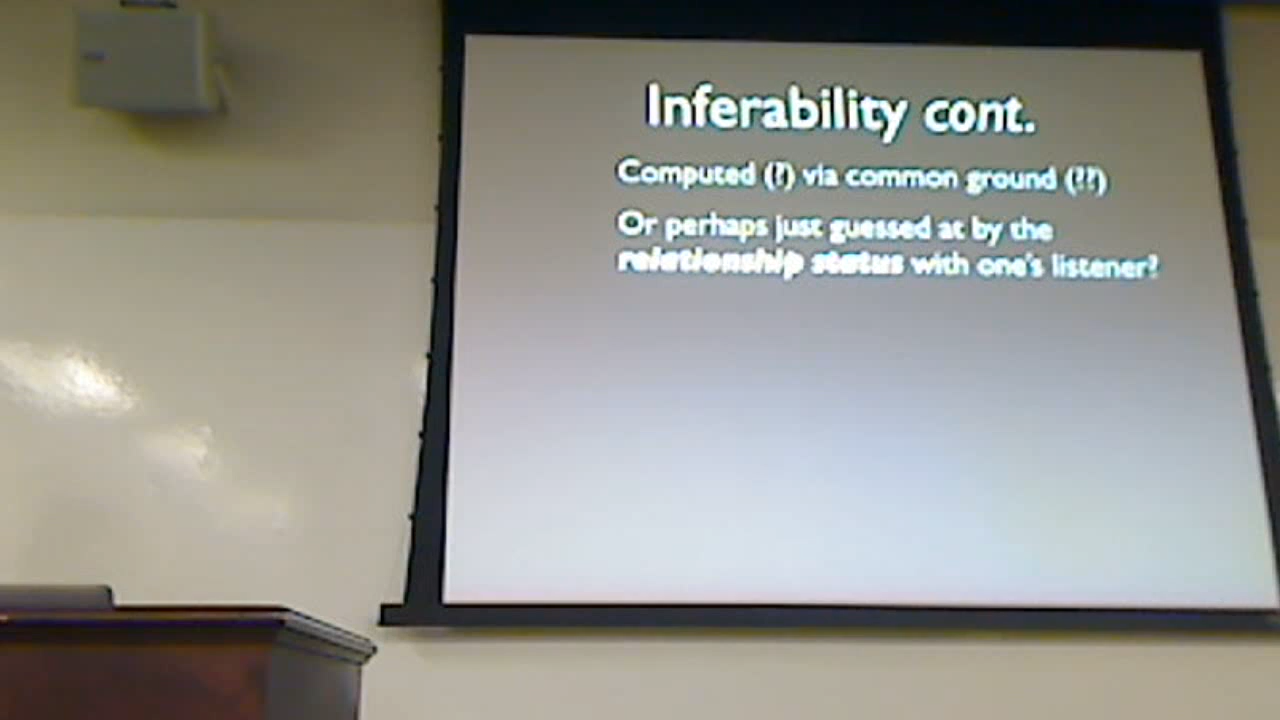 Inferability cont.
Computed (?) via common ground (??)
Or perhaps just guessed at by the
relationship status with one's listener?